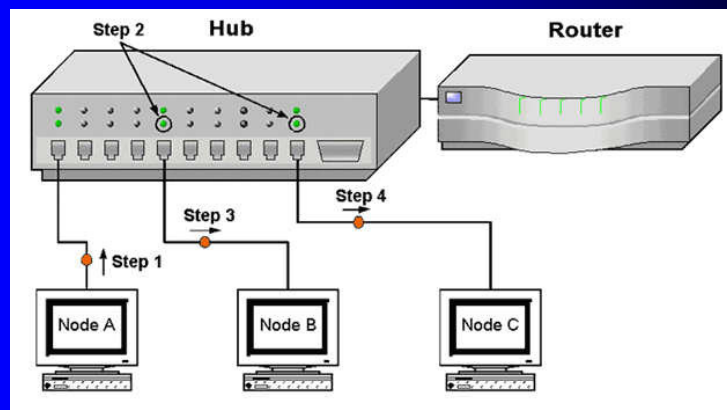 Hub
Router
Step 2
Step 3
Step 4
Step 1
Node A
Node B
Node C